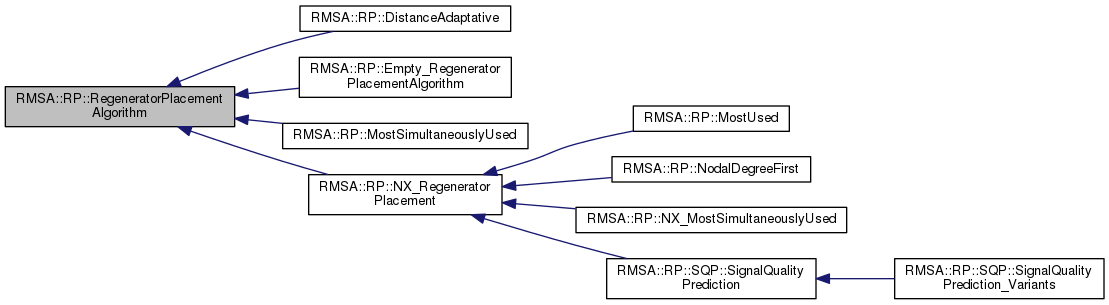 RMSA::RP::DistanceAdaptative
RMSA::RP::Empty_Regenerator
PlacementAlgorithm
RMSA::RP::RegeneratorPlacement
Algorithm
RMSA::RP::MostSimultaneouslyUsed
RMSA::RP::NX_Regenerator
Placement
RMSA::RP::MostUsed
RMSA::RP::NodalDegreeFirst
RMSA::RP::NX_MostSimultaneouslyUsed
RMSA::RP::SQP::SignalQuality
Prediction
RMSA::RP::SQP::SignalQuality
Prediction_Variants